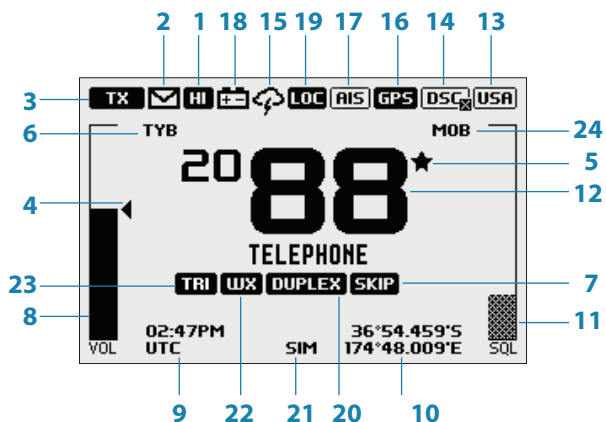 2 1 18 15 19 17 16 14 13
3 TX HI LOC AIS GPS DSC USA
6 TYB MOB 24
20 88 5
12
4
TELEPHONE
23 TRI WX DUPLEX SKIP 7
8 11
02:47PM 36°54.459'S
VOL UTC SIM 174°48.009'E SQL
9 22 21 20 10